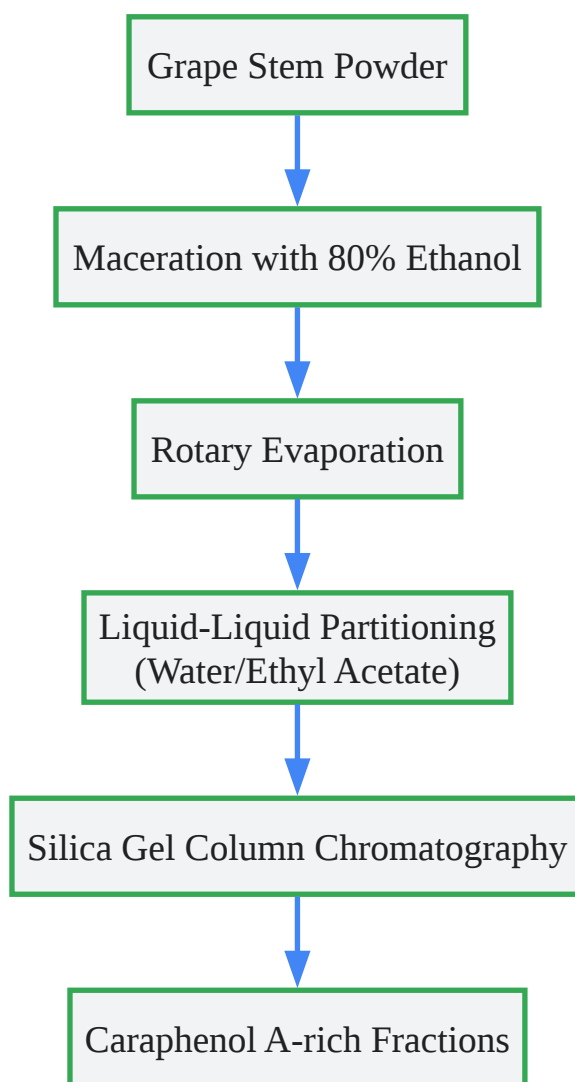 Grape Stem Powder
Maceration with 80% Ethanol
Rotary Evaporation
Liquid-Liquid Partitioning
(Water/Ethyl Acetate)
Silica Gel Column Chromatography
Caraphenol A-rich Fractions